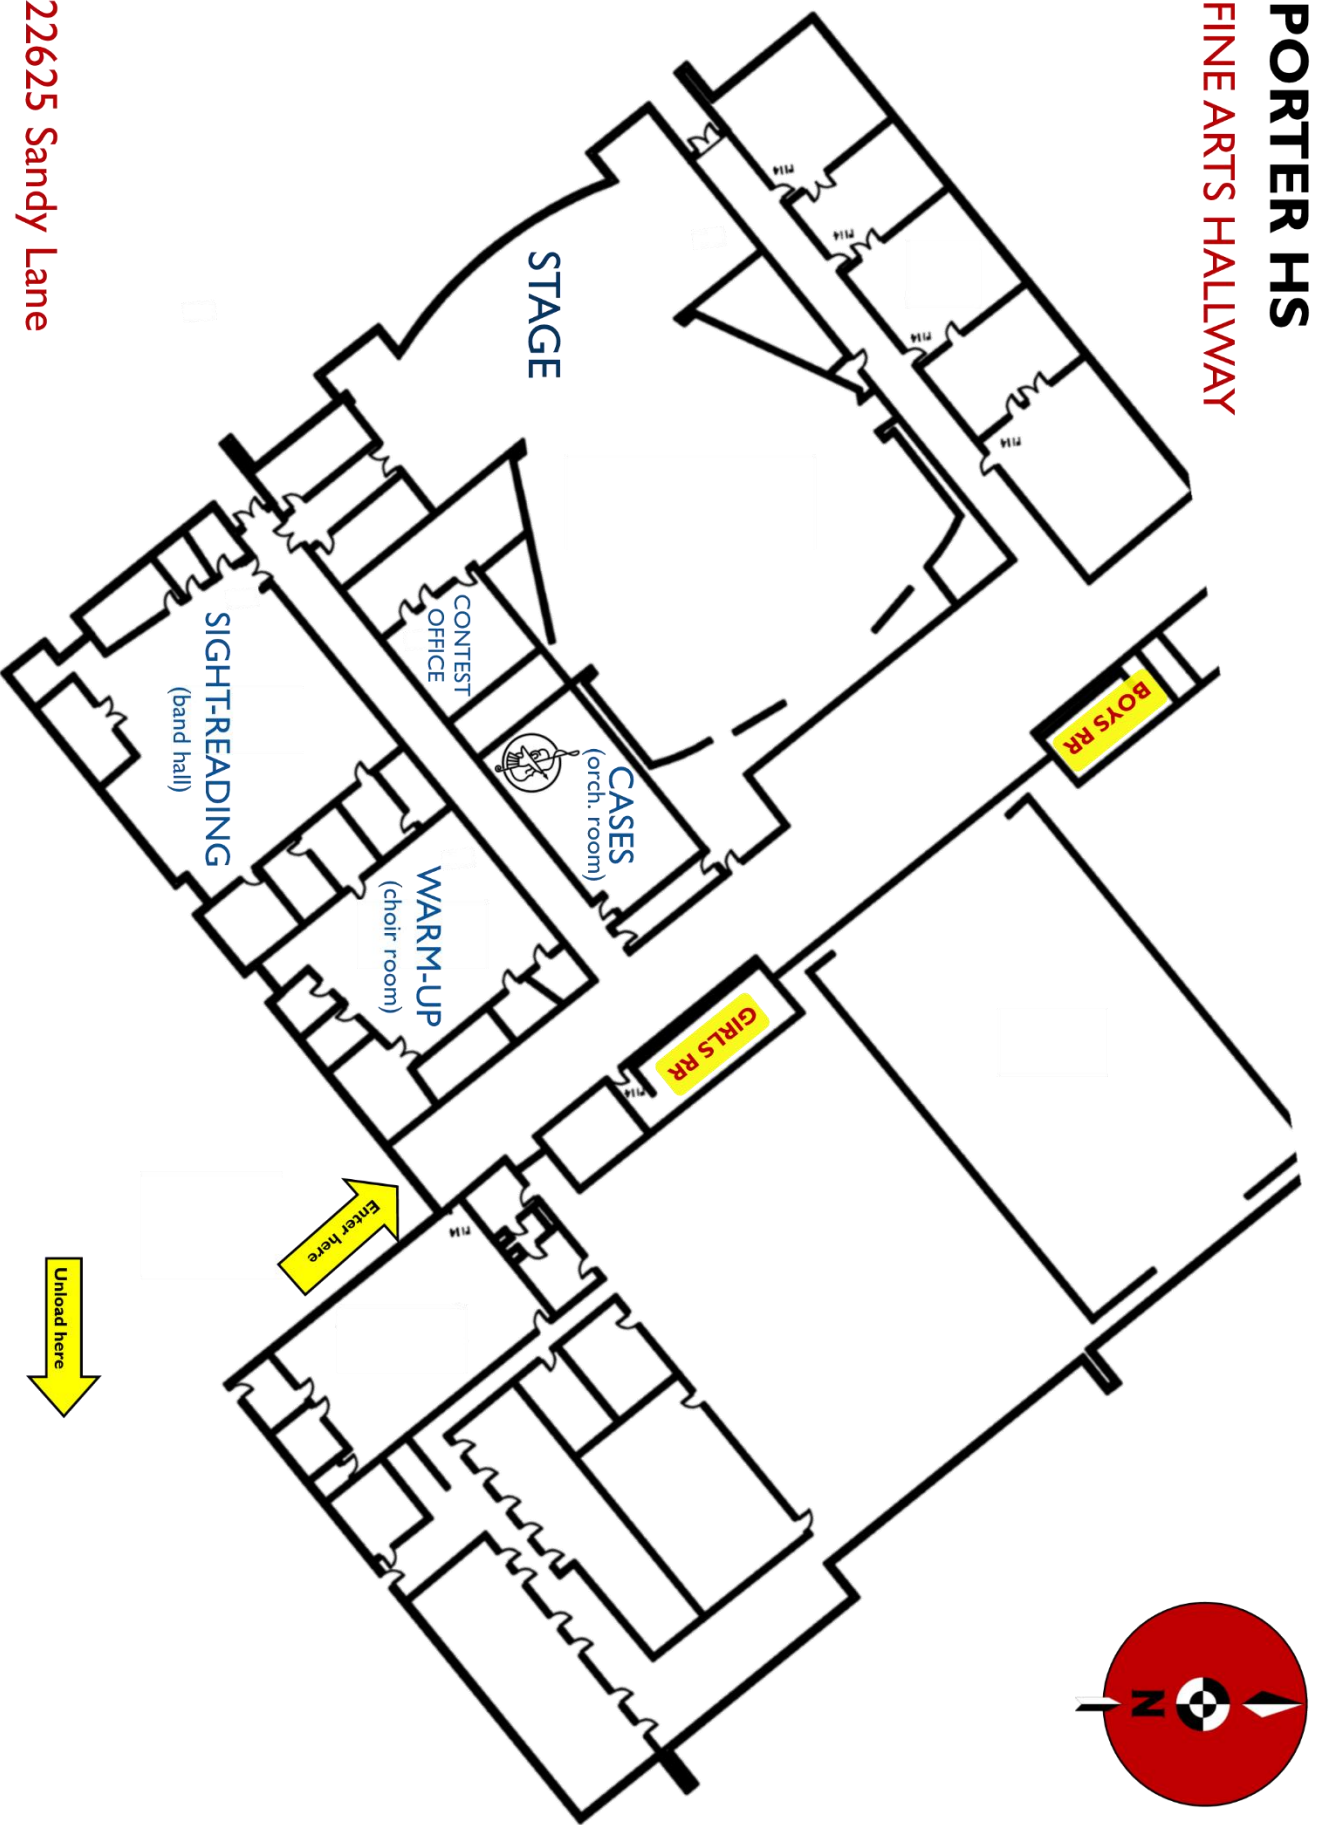 PORTER HS
FINE ARTS HALLWAY
22625 Sandy Lane
STAGE
CONTEST
OFFICE
CASES
(orch. room)
SIGHT-READING
(band hall)
WARM-UP
(choir room)
BOYS RR
GIRLS RR
Enter here
Unload here
N